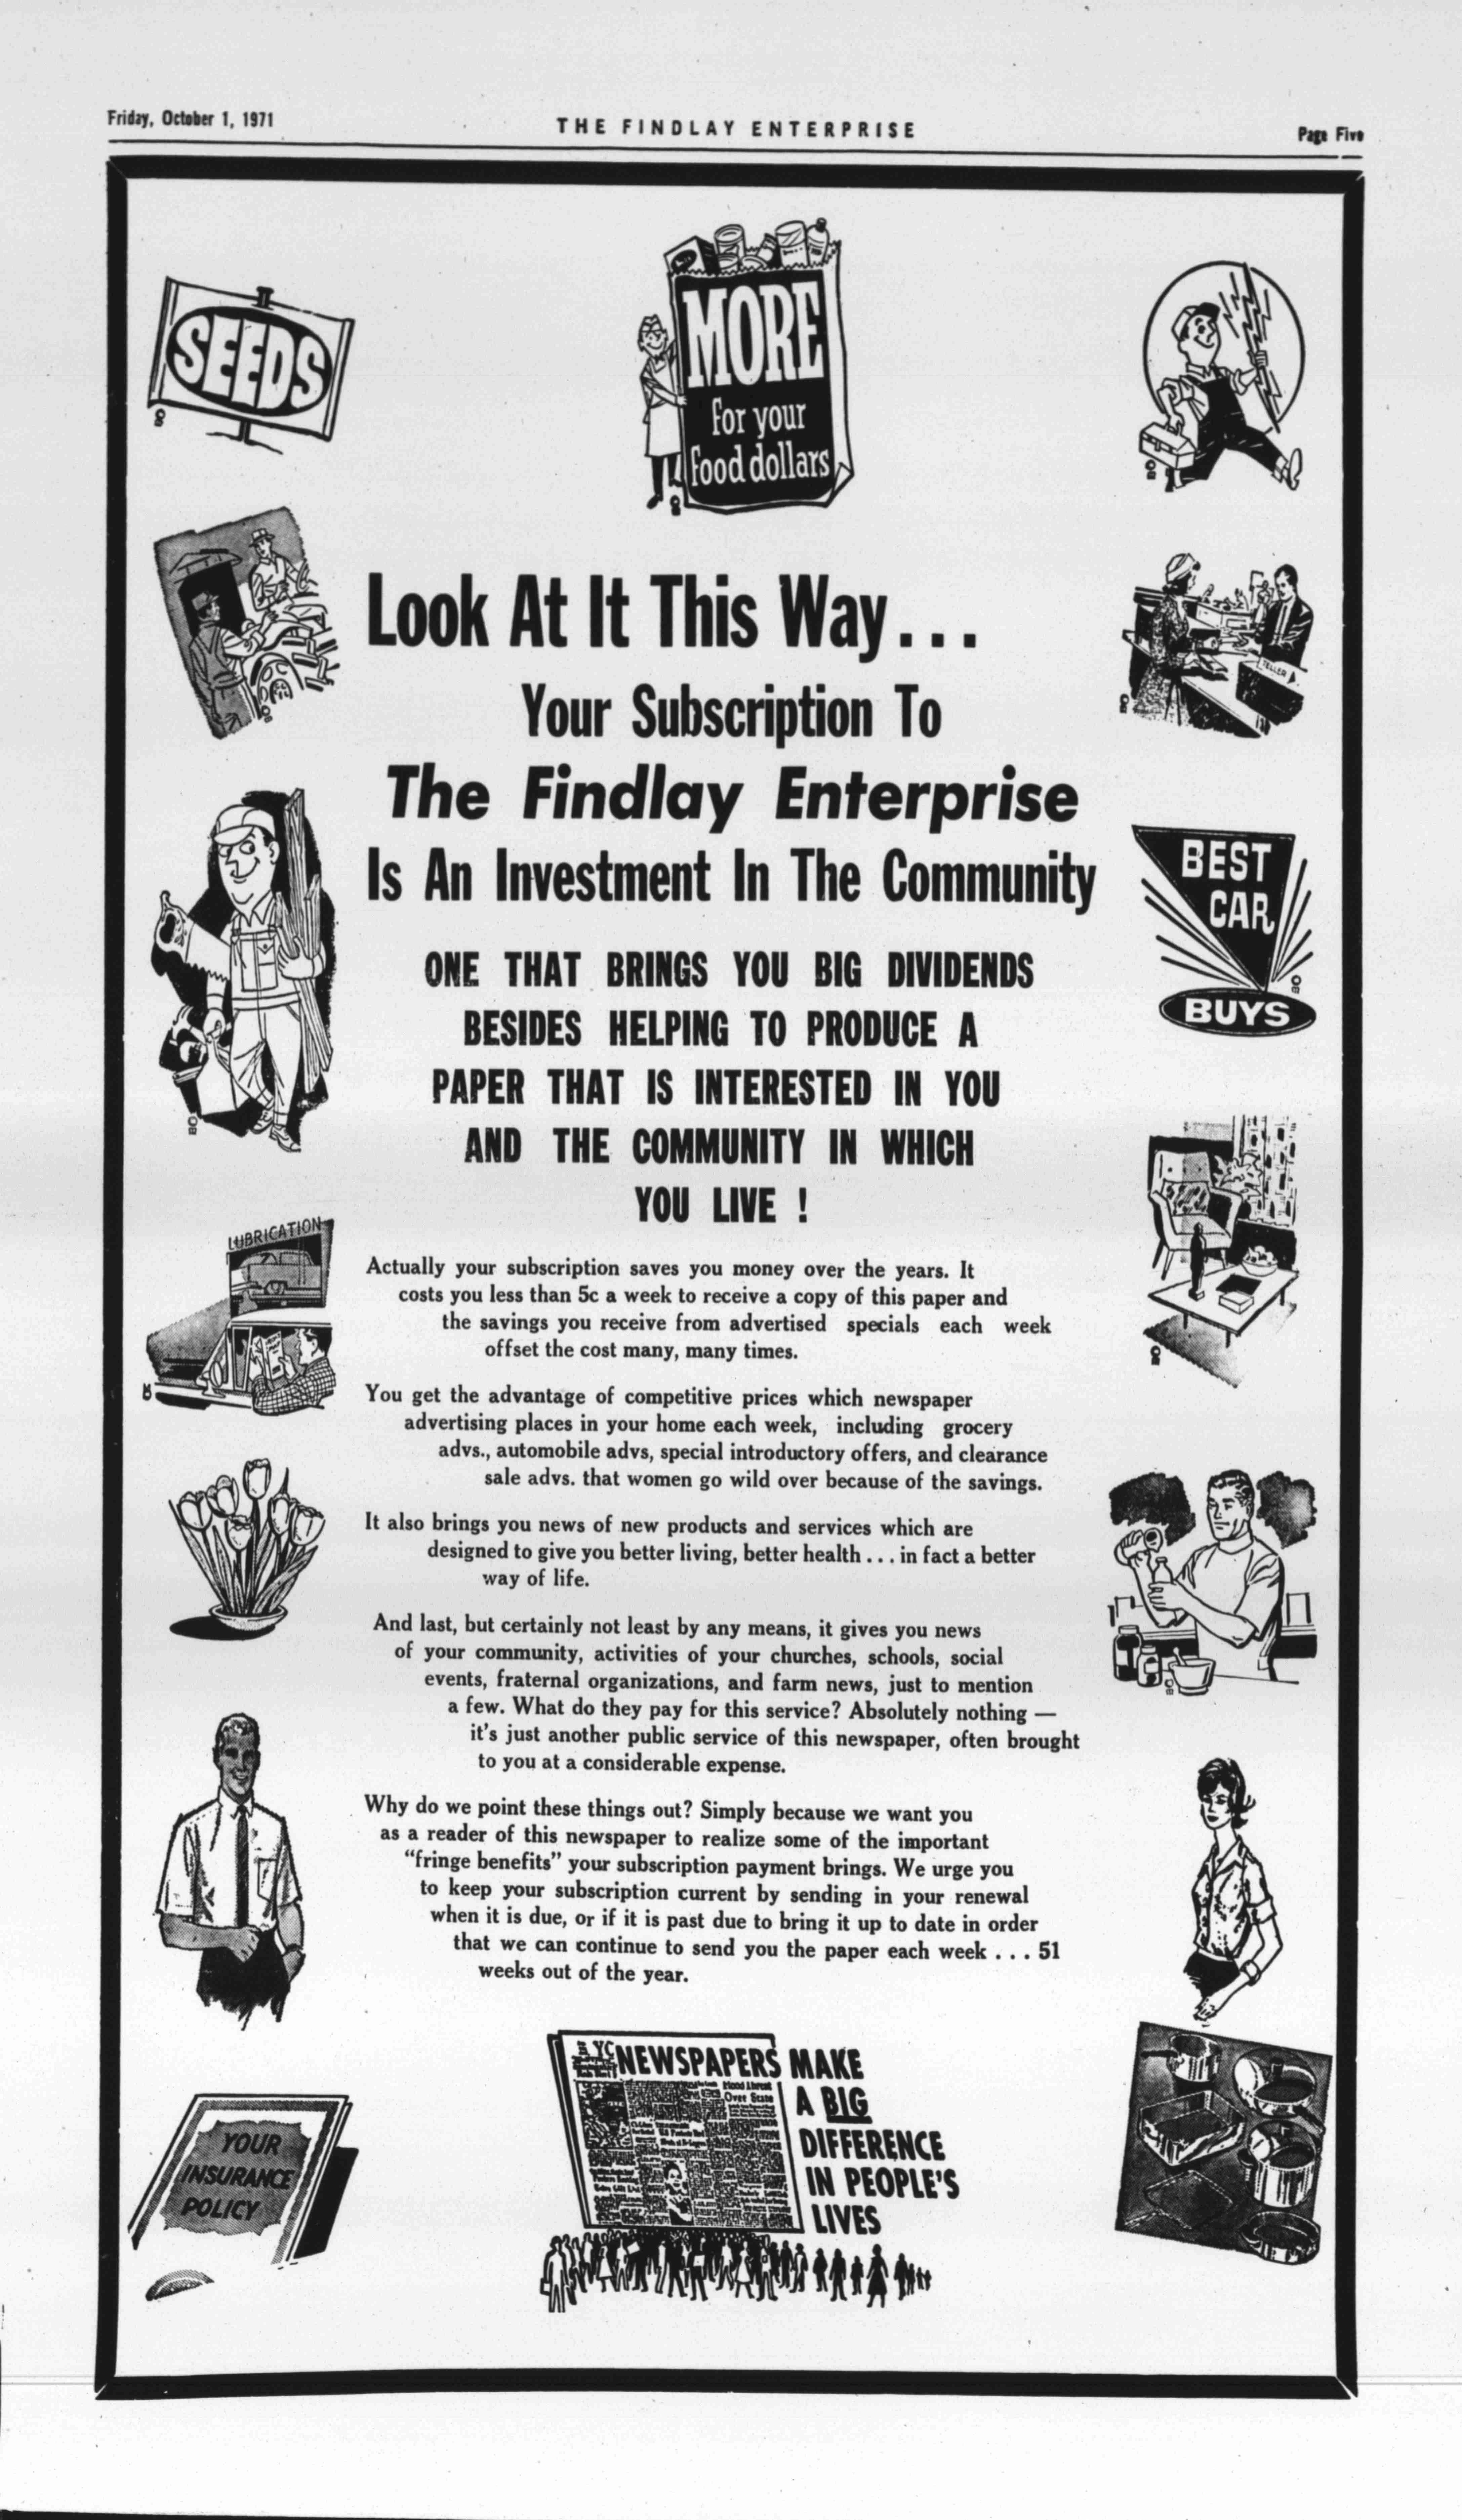 Friday, October 1, 1971
THE FINDLAY ENTERPRISE
Page Five
SEEDS
MORE
For your
Food dollars
TELLER
Look At It This Way...
Your Subscription To
The Findlay Enterprise
Is An Investment In The Community
BEST
CAR
BUYS
ONE THAT BRINGS YOU BIG DIVIDENDS
BESIDES HELPING TO PRODUCE A
PAPER THAT IS INTERESTED IN YOU
AND THE COMMUNITY IN WHICH
YOU LIVE !
LUBRICATION
Actually your subscription saves you money over the years. It
costs you less than 5c a week to receive a copy of this paper and
the savings you receive from advertised specials each week
offset the cost many, many times.
You get the advantage of competitive prices which newspaper
advertising places in your home each week, including grocery
advs., automobile advs, special introductory offers, and clearance
sale advs. that women go wild over because of the savings.
It also brings you news of new products and services which are
designed to give you better living, better health ... in fact a better
way of life.
And last, but certainly not least by any means, it gives you news
of your community, activities of your churches, schools, social
events, fraternal organizations, and farm news, just to mention
a few. What do they pay for this service? Absolutely nothing —
it's just another public service of this newspaper, often brought
to you at a considerable expense.
Why do we point these things out? Simply because we want you
as a reader of this newspaper to realize some of the important
"fringe benefits" your subscription payment brings. We urge you
to keep your subscription current by sending in your renewal
when it is due, or if it is past due to bring it up to date in order
that we can continue to send you the paper each week ... 51
weeks out of the year.
NEWSPAPERS MAKE
A BIG
DIFFERENCE
IN PEOPLE'S
LIVES
Over State
YOUR
INSURANCE
POLICY